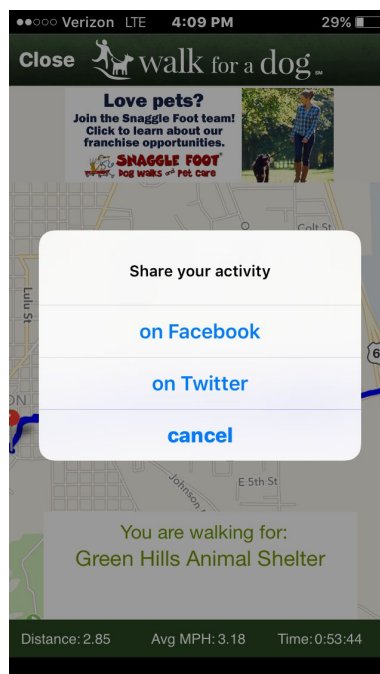 Verizon LTE 4:09 PM 29%
Close walk for a dog SM
Love pets?
Join the Snaggle Foot team!
Click to learn about our
franchise opportunities.
SNAGGLE FOOT
Dog Walks and Pet Care
Colt St
Share your activity
Lulu St
on Facebook
6
on Twitter
ON
cancel
Johnson
E 5th St
You are walking for:
Green Hills Animal Shelter
Distance: 2.85 Avg MPH: 3.18 Time: 0:53:44